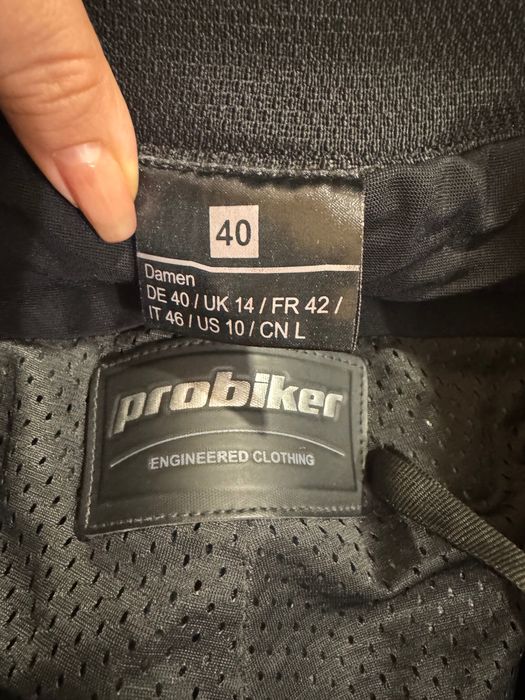 40
Damen
DE 40 / UK 14 / FR 42 /
IT 46 / US 10 / CN L
probiker
ENGINEERED CLOTHING